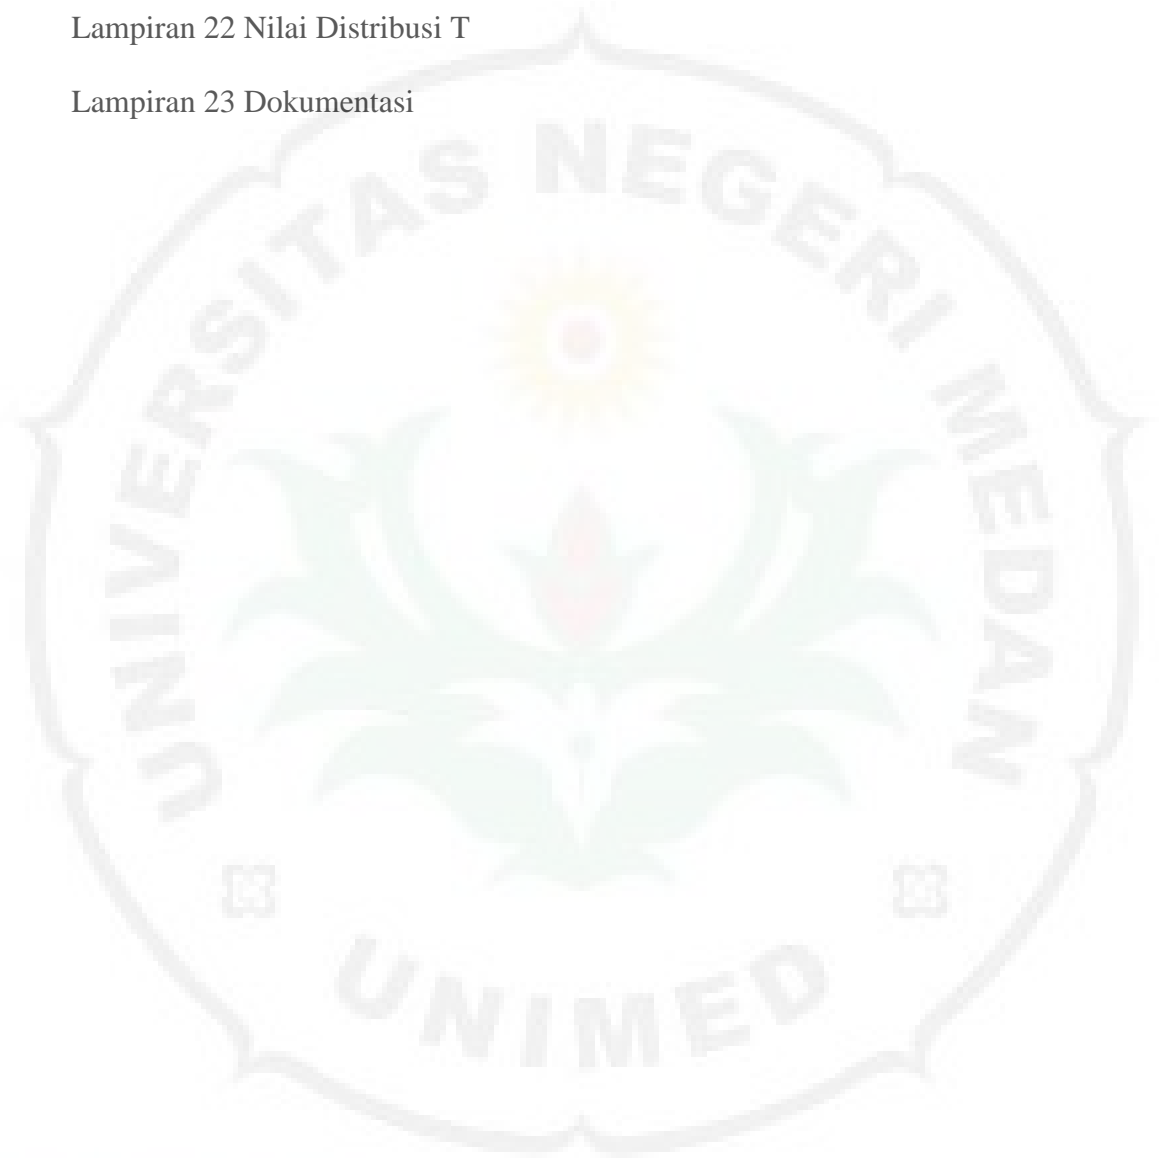 Lampiran 22 Nilai Distribusi T
Lampiran 23 Dokumentasi
UNIVERSITAS NEGERI MEDAN
UNIMED